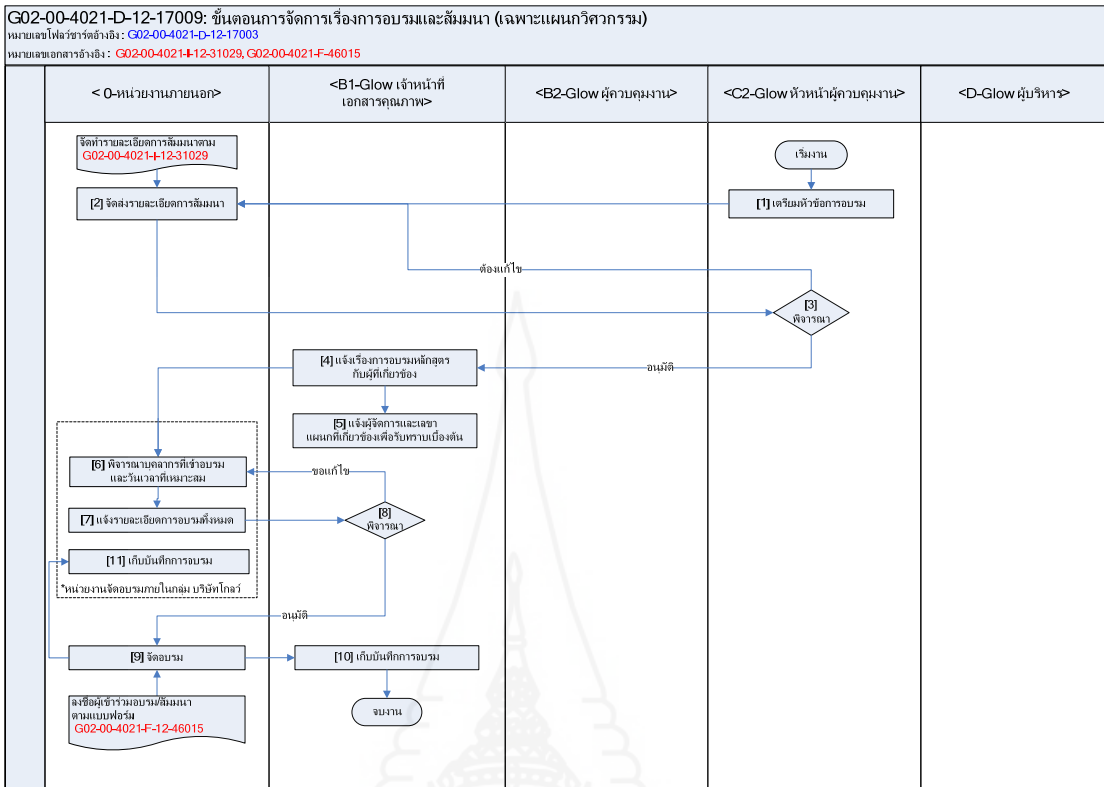 G02-00-4021-D-12-17009: ขั้นตอนการจัดการเรื่องการอบรมและสัมมนา (เฉพาะแผนกวิศวกรรม)
หมายเลขโฟลว์ชาร์ตอ้างอิง: G02-00-4021-D-12-17003
หมายเลขเอกสารอ้างอิง: G02-00-4021-I-12-31029, G02-00-4021-F-46015
< 0-หน่วยงานภายนอก>
<B1-Glow เจ้าหน้าที่
เอกสารคุณภาพ>
<B2-Glow ผู้ควบคุมงาน>
<C2-Glow หัวหน้าผู้ควบคุมงาน>
<D-Glow ผู้บริหาร>
จัดทำรายละเอียดการสัมมนาตาม
G02-00-4021-I-12-31029
เริ่มงาน
[2] จัดส่งรายละเอียดการสัมมนา
[1] เตรียมหัวข้อการอบรม
ต้องแก้ไข
[3]
พิจารณา
[4] แจ้งเรื่องการอบรมหลักสูตร
กับผู้ที่เกี่ยวข้อง
อนุมัติ
[5] แจ้งผู้จัดการและเลขา
แผนกที่เกี่ยวข้องเพื่อรับทราบเบื้องต้น
[6] พิจารณาบุคลากรที่เข้าอบรม
และวันเวลาที่เหมาะสม
ขอแก้ไข
[7] แจ้งรายละเอียดการอบรมทั้งหมด
[8]
พิจารณา
[11] เก็บบันทึกการอบรม
*หน่วยงานจัดอบรมภายในกลุ่ม บริษัทโกลว์
อนุมัติ
[9] จัดอบรม
[10] เก็บบันทึกการอบรม
ลงชื่อผู้เข้าร่วมอบรม/สัมมนา
ตามแบบฟอร์ม
G02-00-4021-F-12-46015
จบงาน